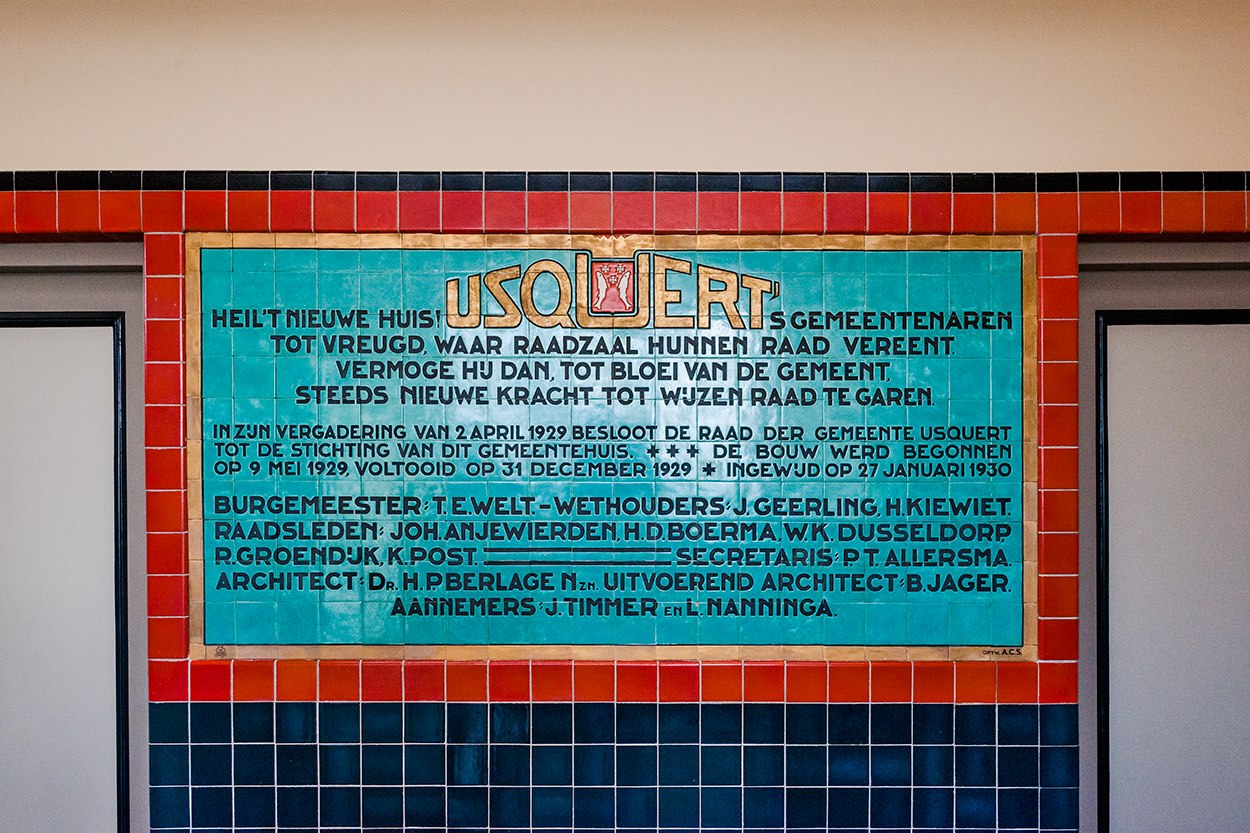 HEIL 'T NIEUWE HUIS! USQUERT'S GEMEENTENAREN
TOT VREUGD, WAAR RAADZAAL HUNNEN RAAD VEREENT.
VERMOGE HIJ DAN, TOT BLOEI VAN DE GEMEENT,
STEEDS NIEUWE KRACHT TOT WIJZEN RAAD TE GAREN.
IN ZIJN VERGADERING VAN 2 APRIL 1929 BESLOOT DE RAAD DER GEMEENTE USQUERT
TOT DE STICHTING VAN DIT GEMEENTEHUIS. ✶ ✶ ✶ DE BOUW WERD BEGONNEN
OP 9 MEI 1929, VOLTOOID OP 31 DECEMBER 1929 ✶ INGEWIJD OP 27 JANUARI 1930
BURGEMEESTER: T.E.WELT. – WETHOUDERS: J. GEERLING, H. KIEWIET.
RAADSLEDEN: JOH. ANJEWIERDEN, H.D. BOERMA, W.K. DUSSELDORP
R. GROENDIJK, K. POST. SECRETARIS: P.T. ALLERSMA.
ARCHITECT: DR. H.P. BERLAGE NZN. UITVOEREND ARCHITECT: B. JAGER.
AANNEMERS: J. TIMMER EN L. NANNINGA.
ONTW. A.C.S.